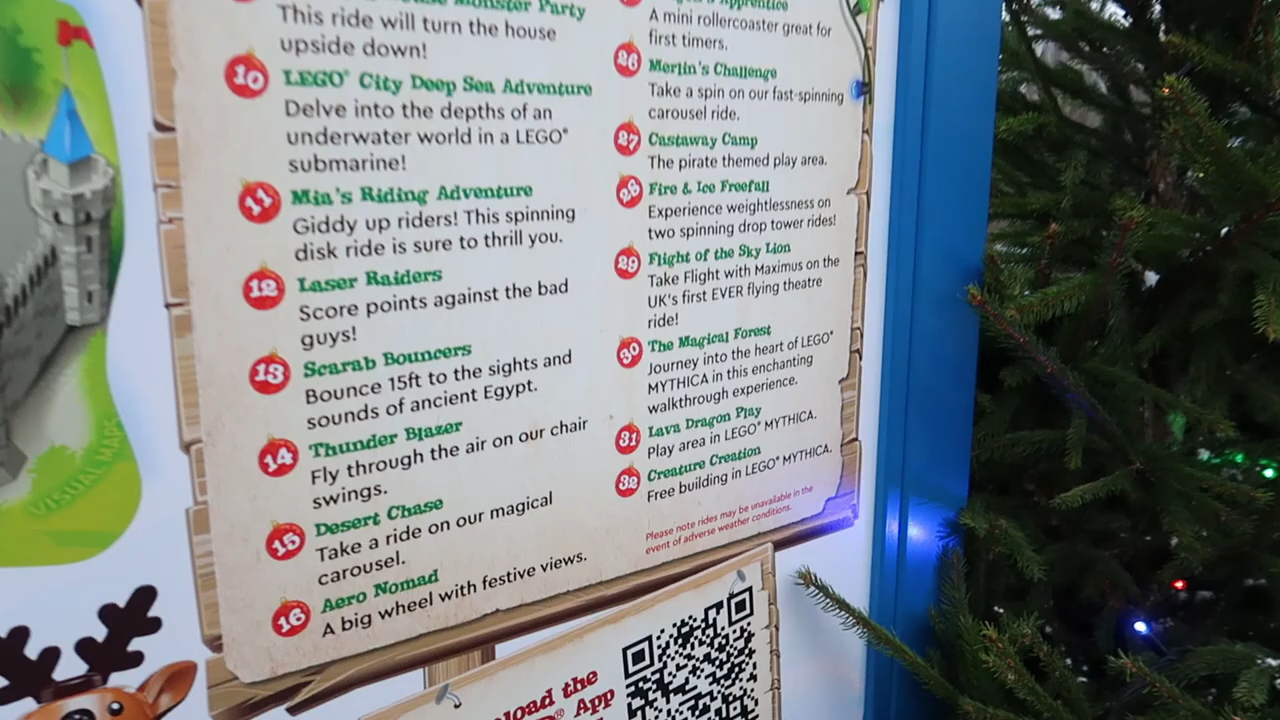 Monster Party
This ride will turn the house
upside down!
10 LEGO® City Deep Sea Adventure
Delve into the depths of an
underwater world in a LEGO®
submarine!
11 Mia's Riding Adventure
Giddy up riders! This spinning
disk ride is sure to thrill you.
12 Laser Raiders
Score points against the bad
guys!
13 Scarab Bouncers
Bounce 15ft to the sights and
sounds of ancient Egypt.
14 Thunder Blazer
Fly through the air on our chair
swings.
15 Desert Chase
Take a ride on our magical
carousel.
16 Aero Nomad
A big wheel with festive views.
Apprentice
A mini rollercoaster great for
first timers.
26 Merlin's Challenge
Take a spin on our fast-spinning
carousel ride.
27 Castaway Camp
The pirate themed play area.
28 Fire & Ice Freefall
Experience weightlessness on
two spinning drop tower rides!
29 Flight of the Sky Lion
Take Flight with Maximus on the
UK's first EVER flying theatre
ride!
30 The Magical Forest
Journey into the heart of LEGO®
MYTHICA in this enchanting
walkthrough experience.
31 Lava Dragon Play
Play area in LEGO® MYTHICA.
32 Creature Creation
Free building in LEGO® MYTHICA.
Please note rides may be unavailable in the
event of adverse weather conditions.
VISUAL MAPS
the
App